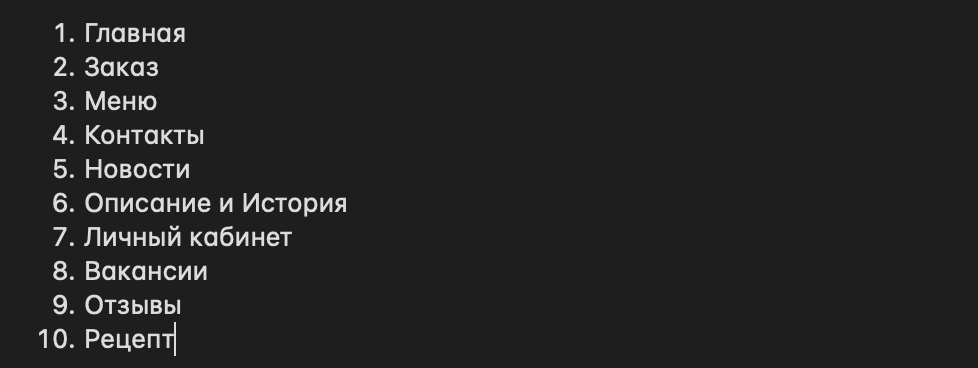 1. Главная
2. Заказ
3. Меню
4. Контакты
5. Новости
6. Описание и История
7. Личный кабинет
8. Вакансии
9. Отзывы
10. Рецепт